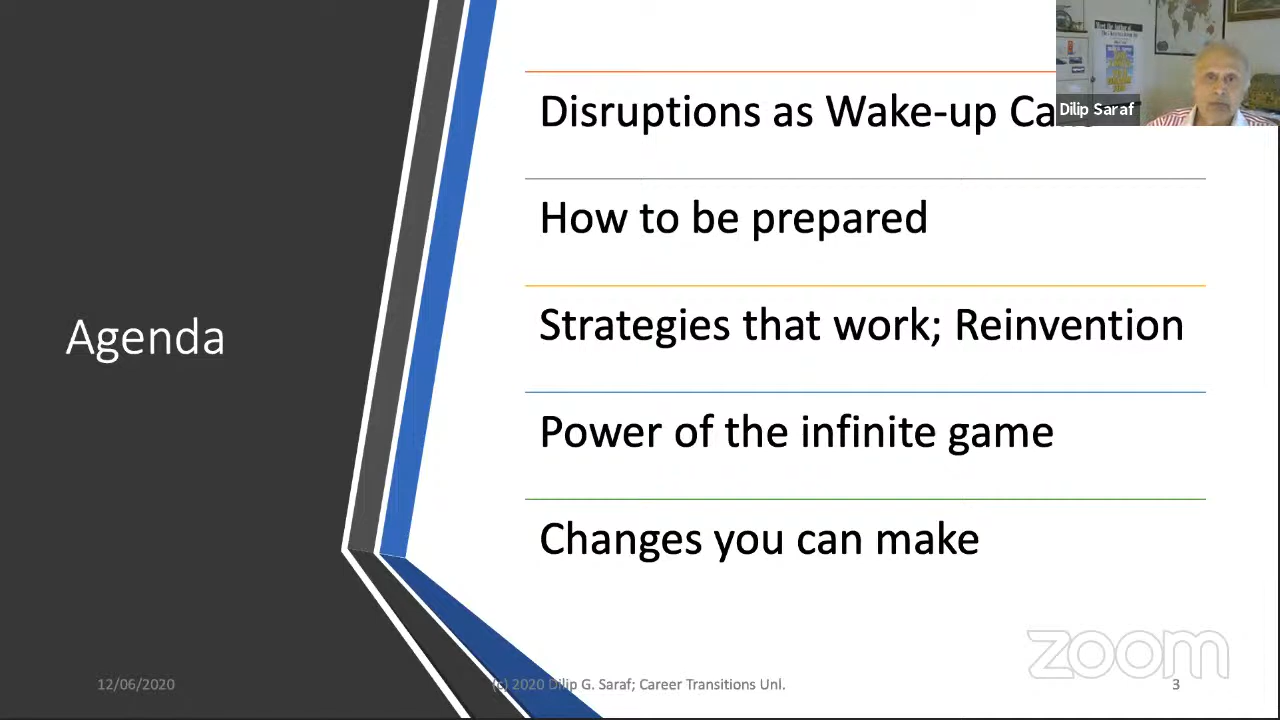 Disruptions as Wake-up
Dilip Saraf
How to be prepared
Strategies that work; Reinvention
Agenda
Power of the infinite game
Changes you can make
zoom
12/06/2020
(c) 2020 Dilip G. Saraf; Career Transitions Unl.
3